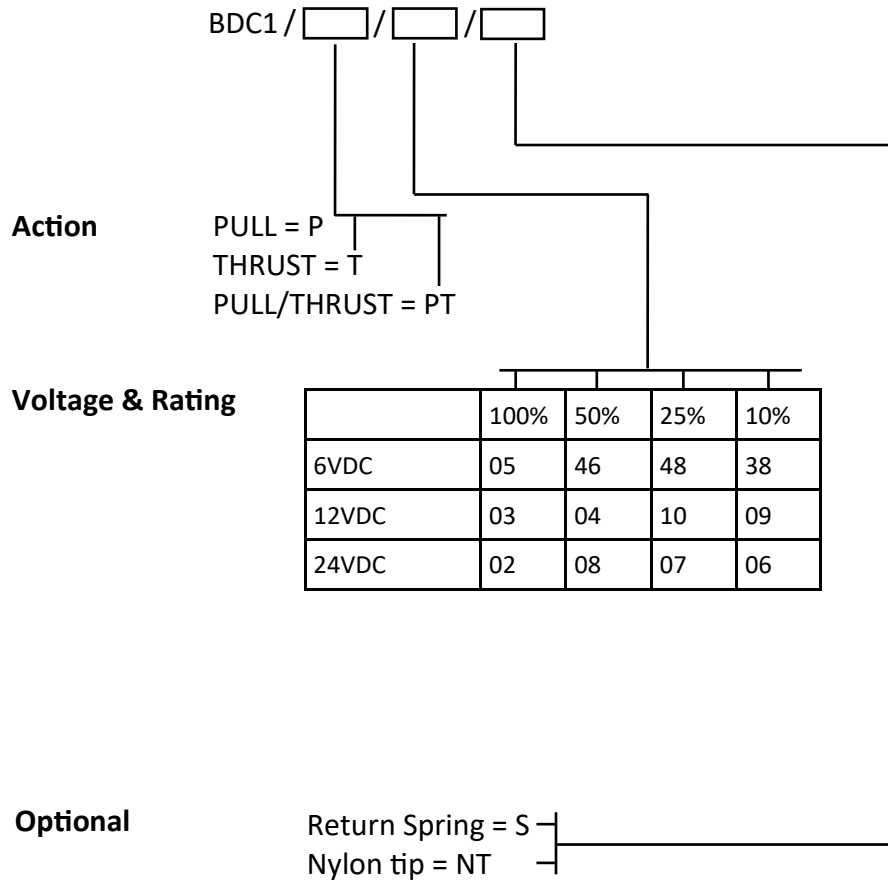 BDC1 / / /
Action
PULL = P
THRUST = T
PULL/THRUST = PT
Voltage & Rating
100% 50% 25% 10%
6VDC 05 46 48 38
12VDC 03 04 10 09
24VDC 02 08 07 06
Optional
Return Spring = S
Nylon tip = NT